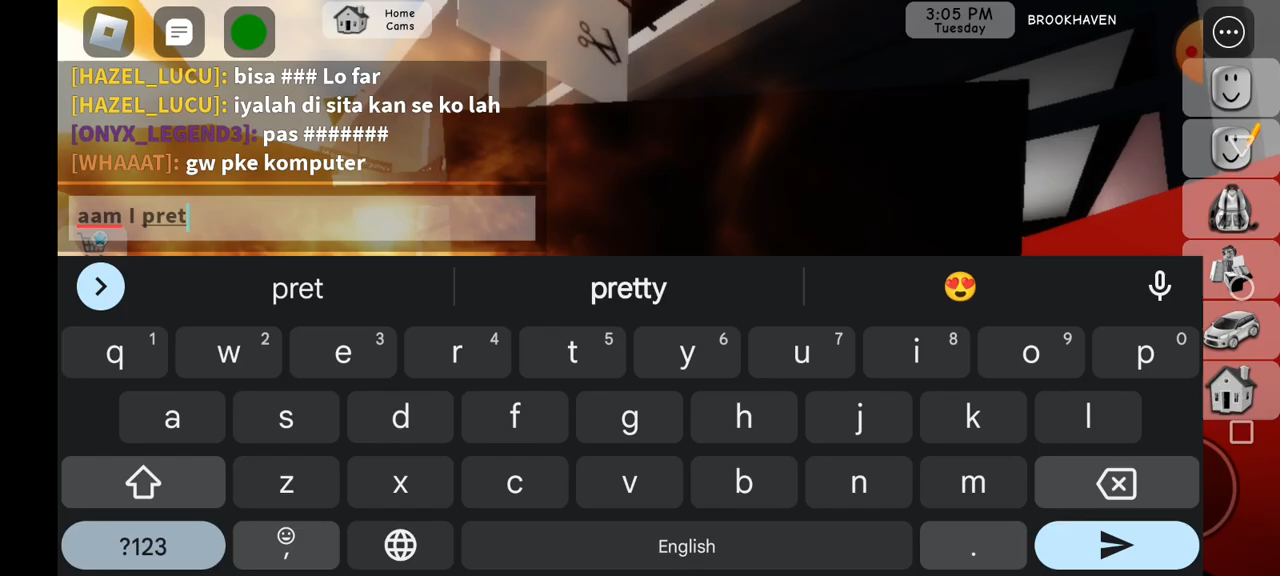 Home
Cams
3:05 PM
Tuesday
BROOKHAVEN
[HAZEL_LUCU]: bisa ### Lo far
[HAZEL_LUCU]: iyalah di sita kan se ko lah
[ONYX_LEGEND3]: pas #######
[WHAAAT]: gw pke komputer
aam I pret
pret
pretty
😍
q 1 w 2 e 3 r 4 t 5 y 6 u 7 i 8 o 9 p 0
a s d f g h j k l
z x c v b n m
?123 , English .